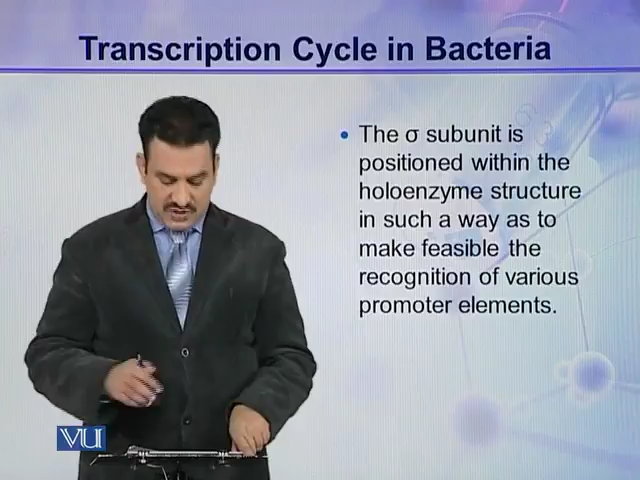 Transcription Cycle in Bacteria
• The σ subunit is
positioned within the
holoenzyme structure
in such a way as to
make feasible the
recognition of various
promoter elements.
VU